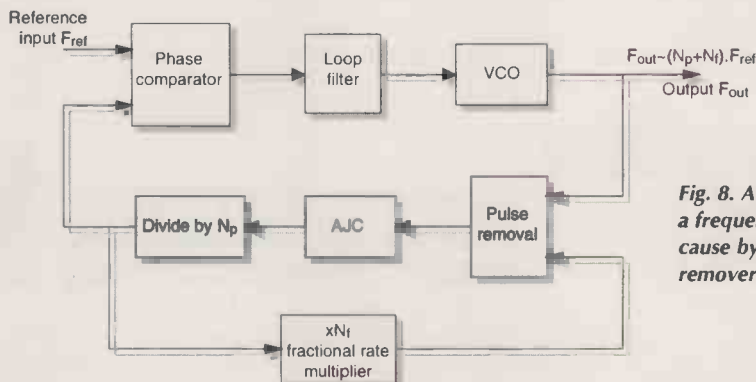 Reference
input Fref
Phase
comparator
Loop
filter
VCO
Fout~(Np+Nf).Fref
Output Fout
Divide by Np
AJC
Pulse
removal
xNf
fractional rate
multiplier
Fig. 8. A
a freque
cause by
remover